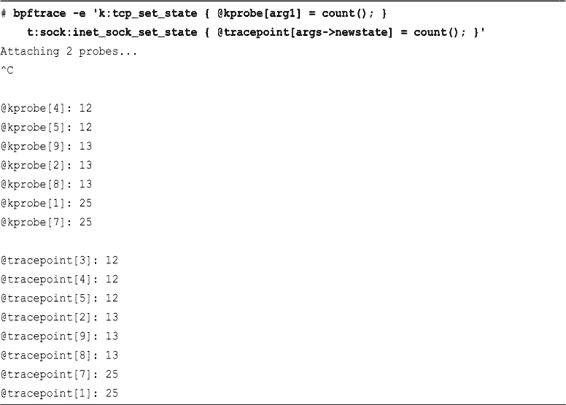 # bpftrace -e 'k:tcp_set_state { @kprobe[arg1] = count(); }
t:sock:inet_sock_set_state { @tracepoint[args->newstate] = count(); }'
Attaching 2 probes...
^C
@kprobe[4]: 12
@kprobe[5]: 12
@kprobe[9]: 13
@kprobe[2]: 13
@kprobe[8]: 13
@kprobe[1]: 25
@kprobe[7]: 25
@tracepoint[3]: 12
@tracepoint[4]: 12
@tracepoint[5]: 12
@tracepoint[2]: 13
@tracepoint[9]: 13
@tracepoint[8]: 13
@tracepoint[7]: 25
@tracepoint[1]: 25